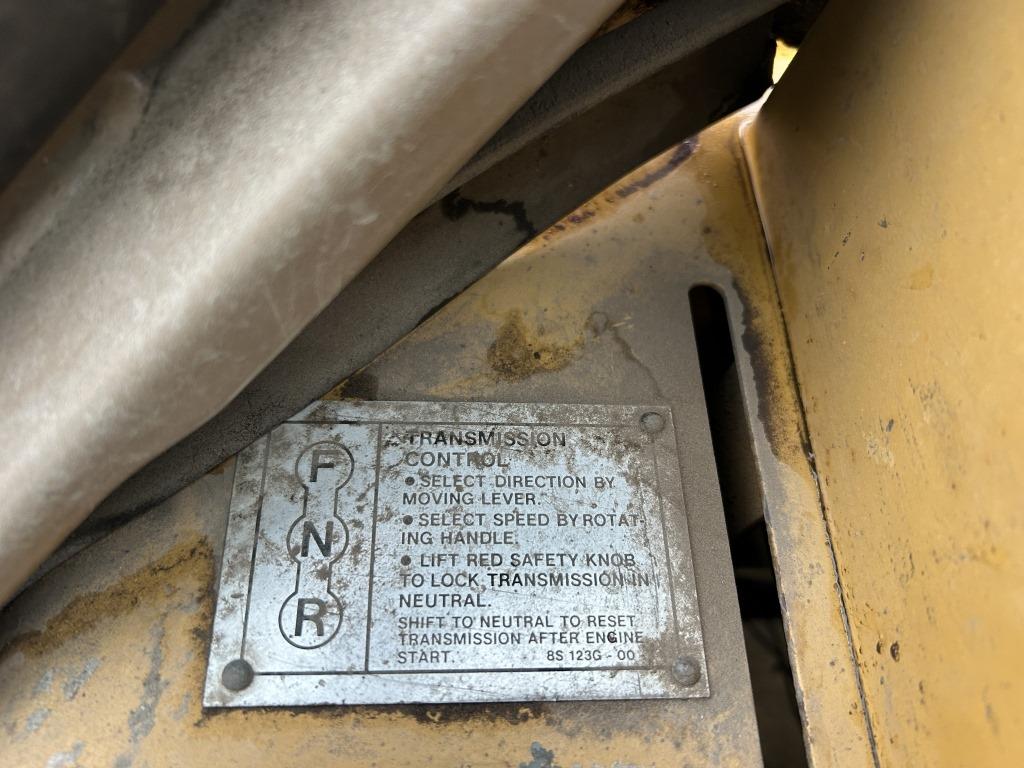 F
N
R
TRANSMISSION
CONTROL
• SELECT DIRECTION BY
MOVING LEVER.
• SELECT SPEED BY ROTAT-
ING HANDLE.
• LIFT RED SAFETY KNOB
TO LOCK TRANSMISSION IN
NEUTRAL.
SHIFT TO NEUTRAL TO RESET
TRANSMISSION AFTER ENGINE
START. 8S 123G - 00